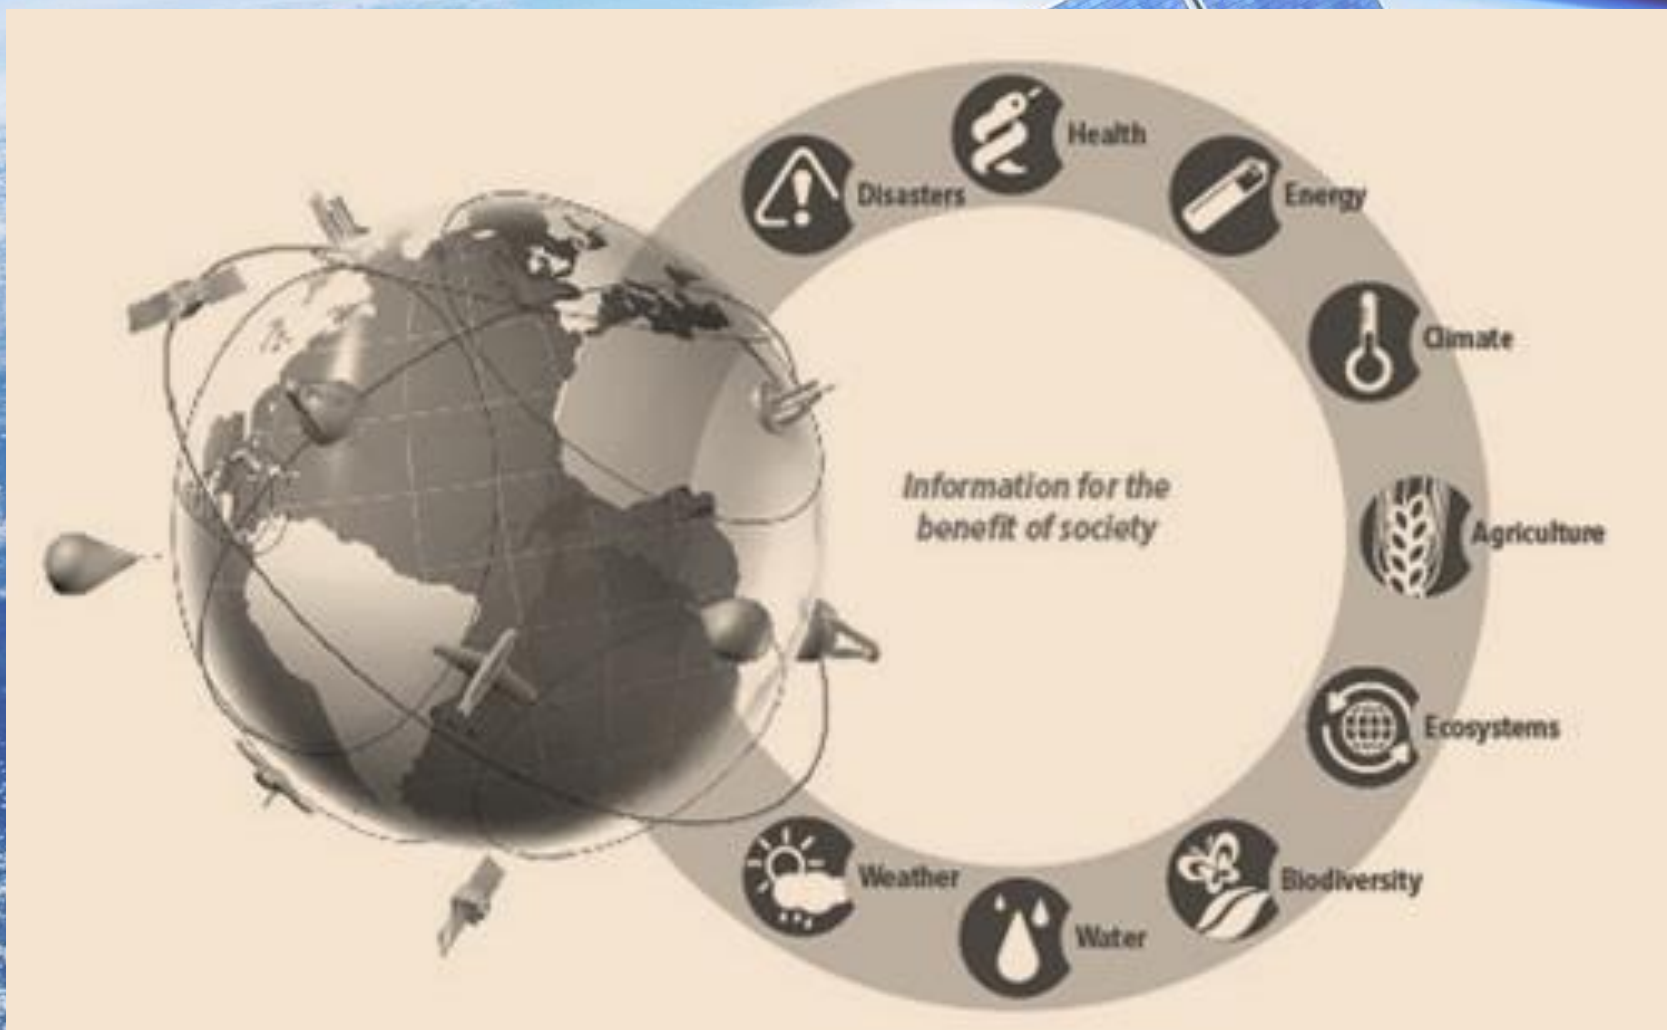 Health
Disasters
Energy
Climate
Information for the
benefit of society
Agriculture
Ecosystems
Weather
Biodiversity
Water